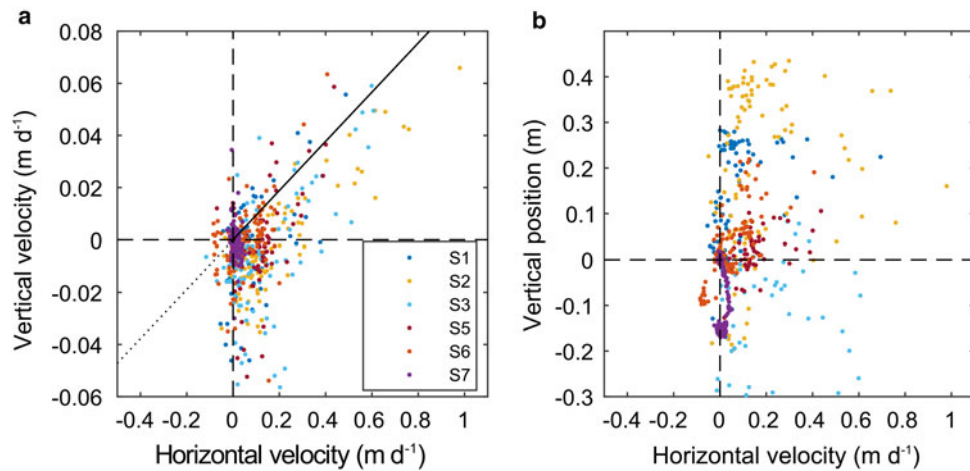 a
0.08
0.06
0.04
0.02
0
-0.02
-0.04
0.06
-0.4 -0.2 0 0.2 0.4 0.6 0.8 1
Vertical velocity (m d⁻¹)
Horizontal velocity (m d⁻¹)
S1
S2
S3
S5
S6
S7
b
0.4
0.3
0.2
0.1
0
-0.1
-0.2
-0.3
-0.4 -0.2 0 0.2 0.4 0.6 0.8 1
Vertical position (m)
Horizontal velocity (m d⁻¹)